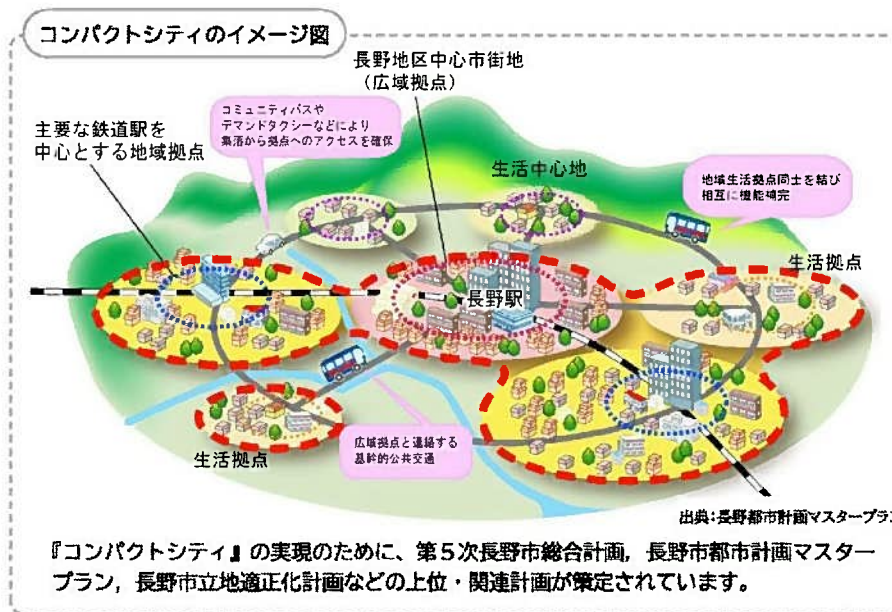 コンパクトシティのイメージ図
長野地区中心市街地
(広域拠点)
コミュニティバスや
デマンドタクシーなどにより
集落から拠点へのアクセスを確保
主要な鉄道駅を
中心とする地域拠点
生活中心地
地域生活拠点同士を結び
相互に機能補完
生活拠点
長野駅
広域拠点と連絡する
基幹的公共交通
生活拠点
出典:長野都市計画マスタープラン
『コンパクトシティ』の実現のために、第5次長野市総合計画,長野市都市計画マスター
プラン,長野市立地適正化計画などの上位・関連計画が策定されています。